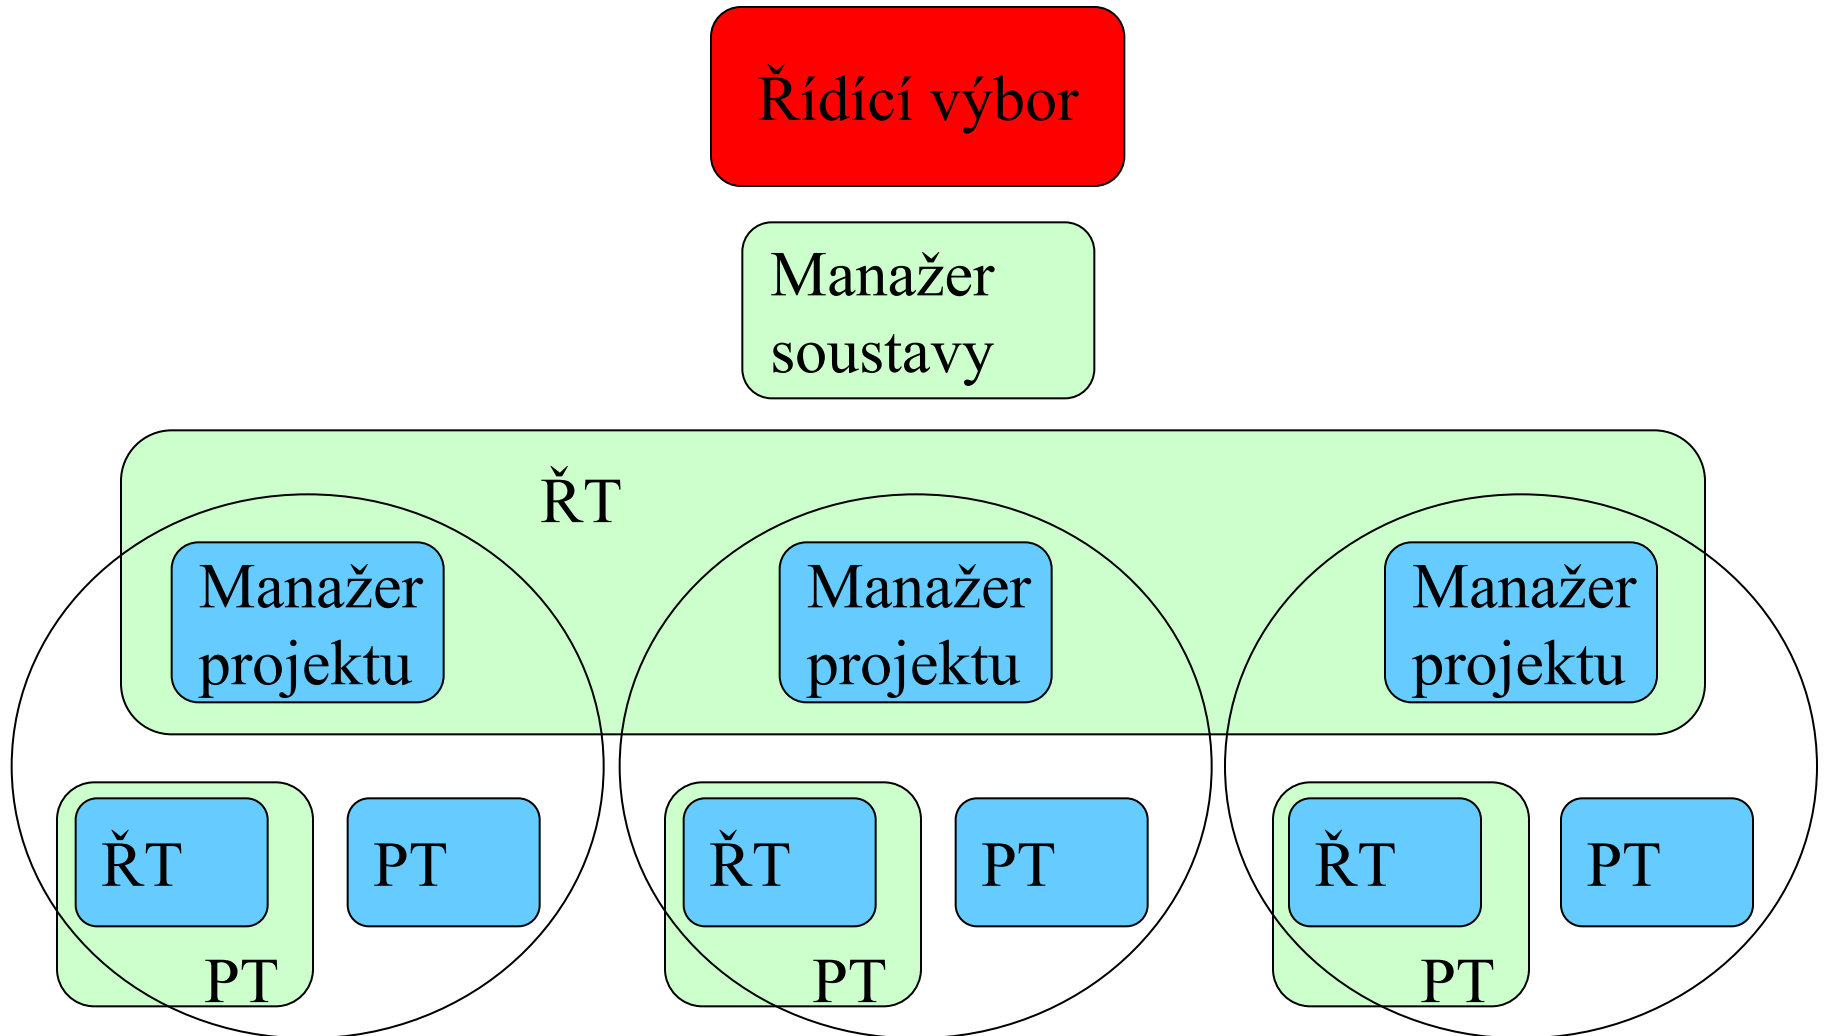 Řídící výbor
Manažer
soustavy
ŘT
Manažer
projektu
Manažer
projektu
Manažer
projektu
ŘT
PT
PT
ŘT
PT
PT
ŘT
PT
PT